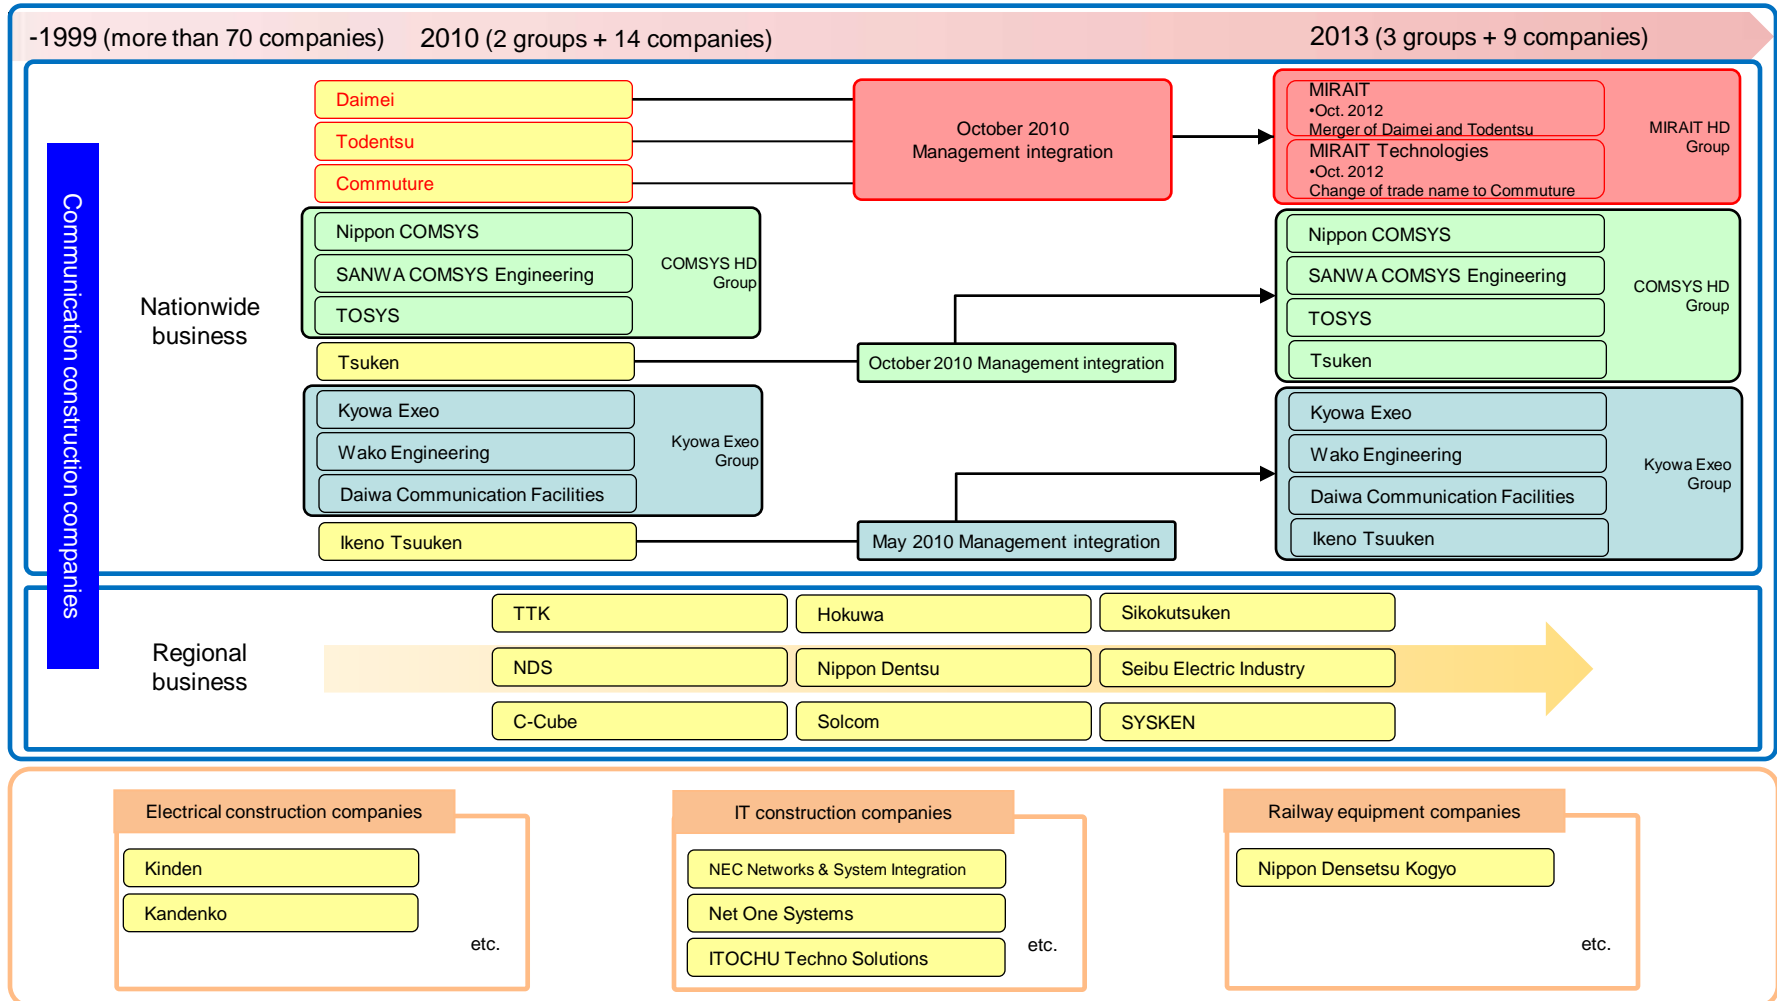 -1999 (more than 70 companies)
2010 (2 groups + 14 companies)
2013 (3 groups + 9 companies)
Communication construction companies
Nationwide
business
Daimei
Todentsu
Commuture
October 2010
Management integration
MIRAIT
•Oct. 2012
Merger of Daimei and Todentsu
MIRAIT Technologies
•Oct. 2012
Change of trade name to Commuture
MIRAIT HD
Group
Nippon COMSYS
SANWA COMSYS Engineering
TOSYS
COMSYS HD
Group
Tsuken
October 2010 Management integration
Nippon COMSYS
SANWA COMSYS Engineering
TOSYS
Tsuken
COMSYS HD
Group
Kyowa Exeo
Wako Engineering
Daiwa Communication Facilities
Kyowa Exeo
Group
Ikeno Tsuuken
May 2010 Management integration
Kyowa Exeo
Wako Engineering
Daiwa Communication Facilities
Ikeno Tsuuken
Kyowa Exeo
Group
Regional
business
TTK
Hokuwa
Sikokutsuken
NDS
Nippon Dentsu
Seibu Electric Industry
C-Cube
Solcom
SYSKEN
Electrical construction companies
Kinden
Kandenko
etc.
IT construction companies
NEC Networks & System Integration
Net One Systems
ITOCHU Techno Solutions
etc.
Railway equipment companies
Nippon Densetsu Kogyo
etc.